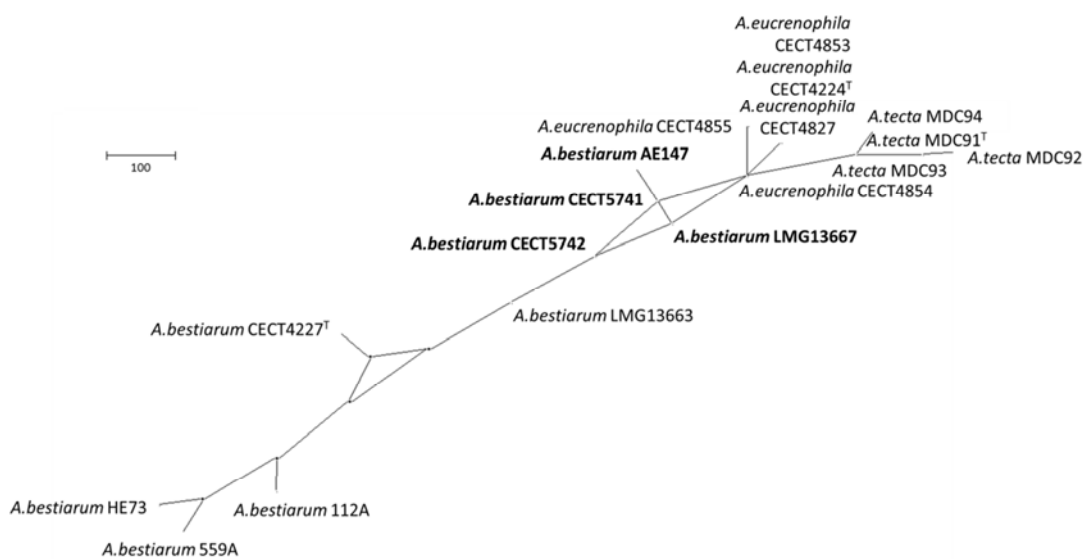 A.eucrenophila
CECT4853
A.eucrenophila
CECT4224ᵀ
A.eucrenophila
CECT4827
A.eucrenophila CECT4855
A.tecta MDC94
A.tecta MDC91ᵀ
A.tecta MDC92
A.bestiarum AE147
A.tecta MDC93
A.eucrenophila CECT4854
100
A.bestiarum CECT5741
A.bestiarum LMG13667
A.bestiarum CECT5742
A.bestiarum LMG13663
A.bestiarum CECT4227ᵀ
A.bestiarum HE73
A.bestiarum 112A
A.bestiarum 559A